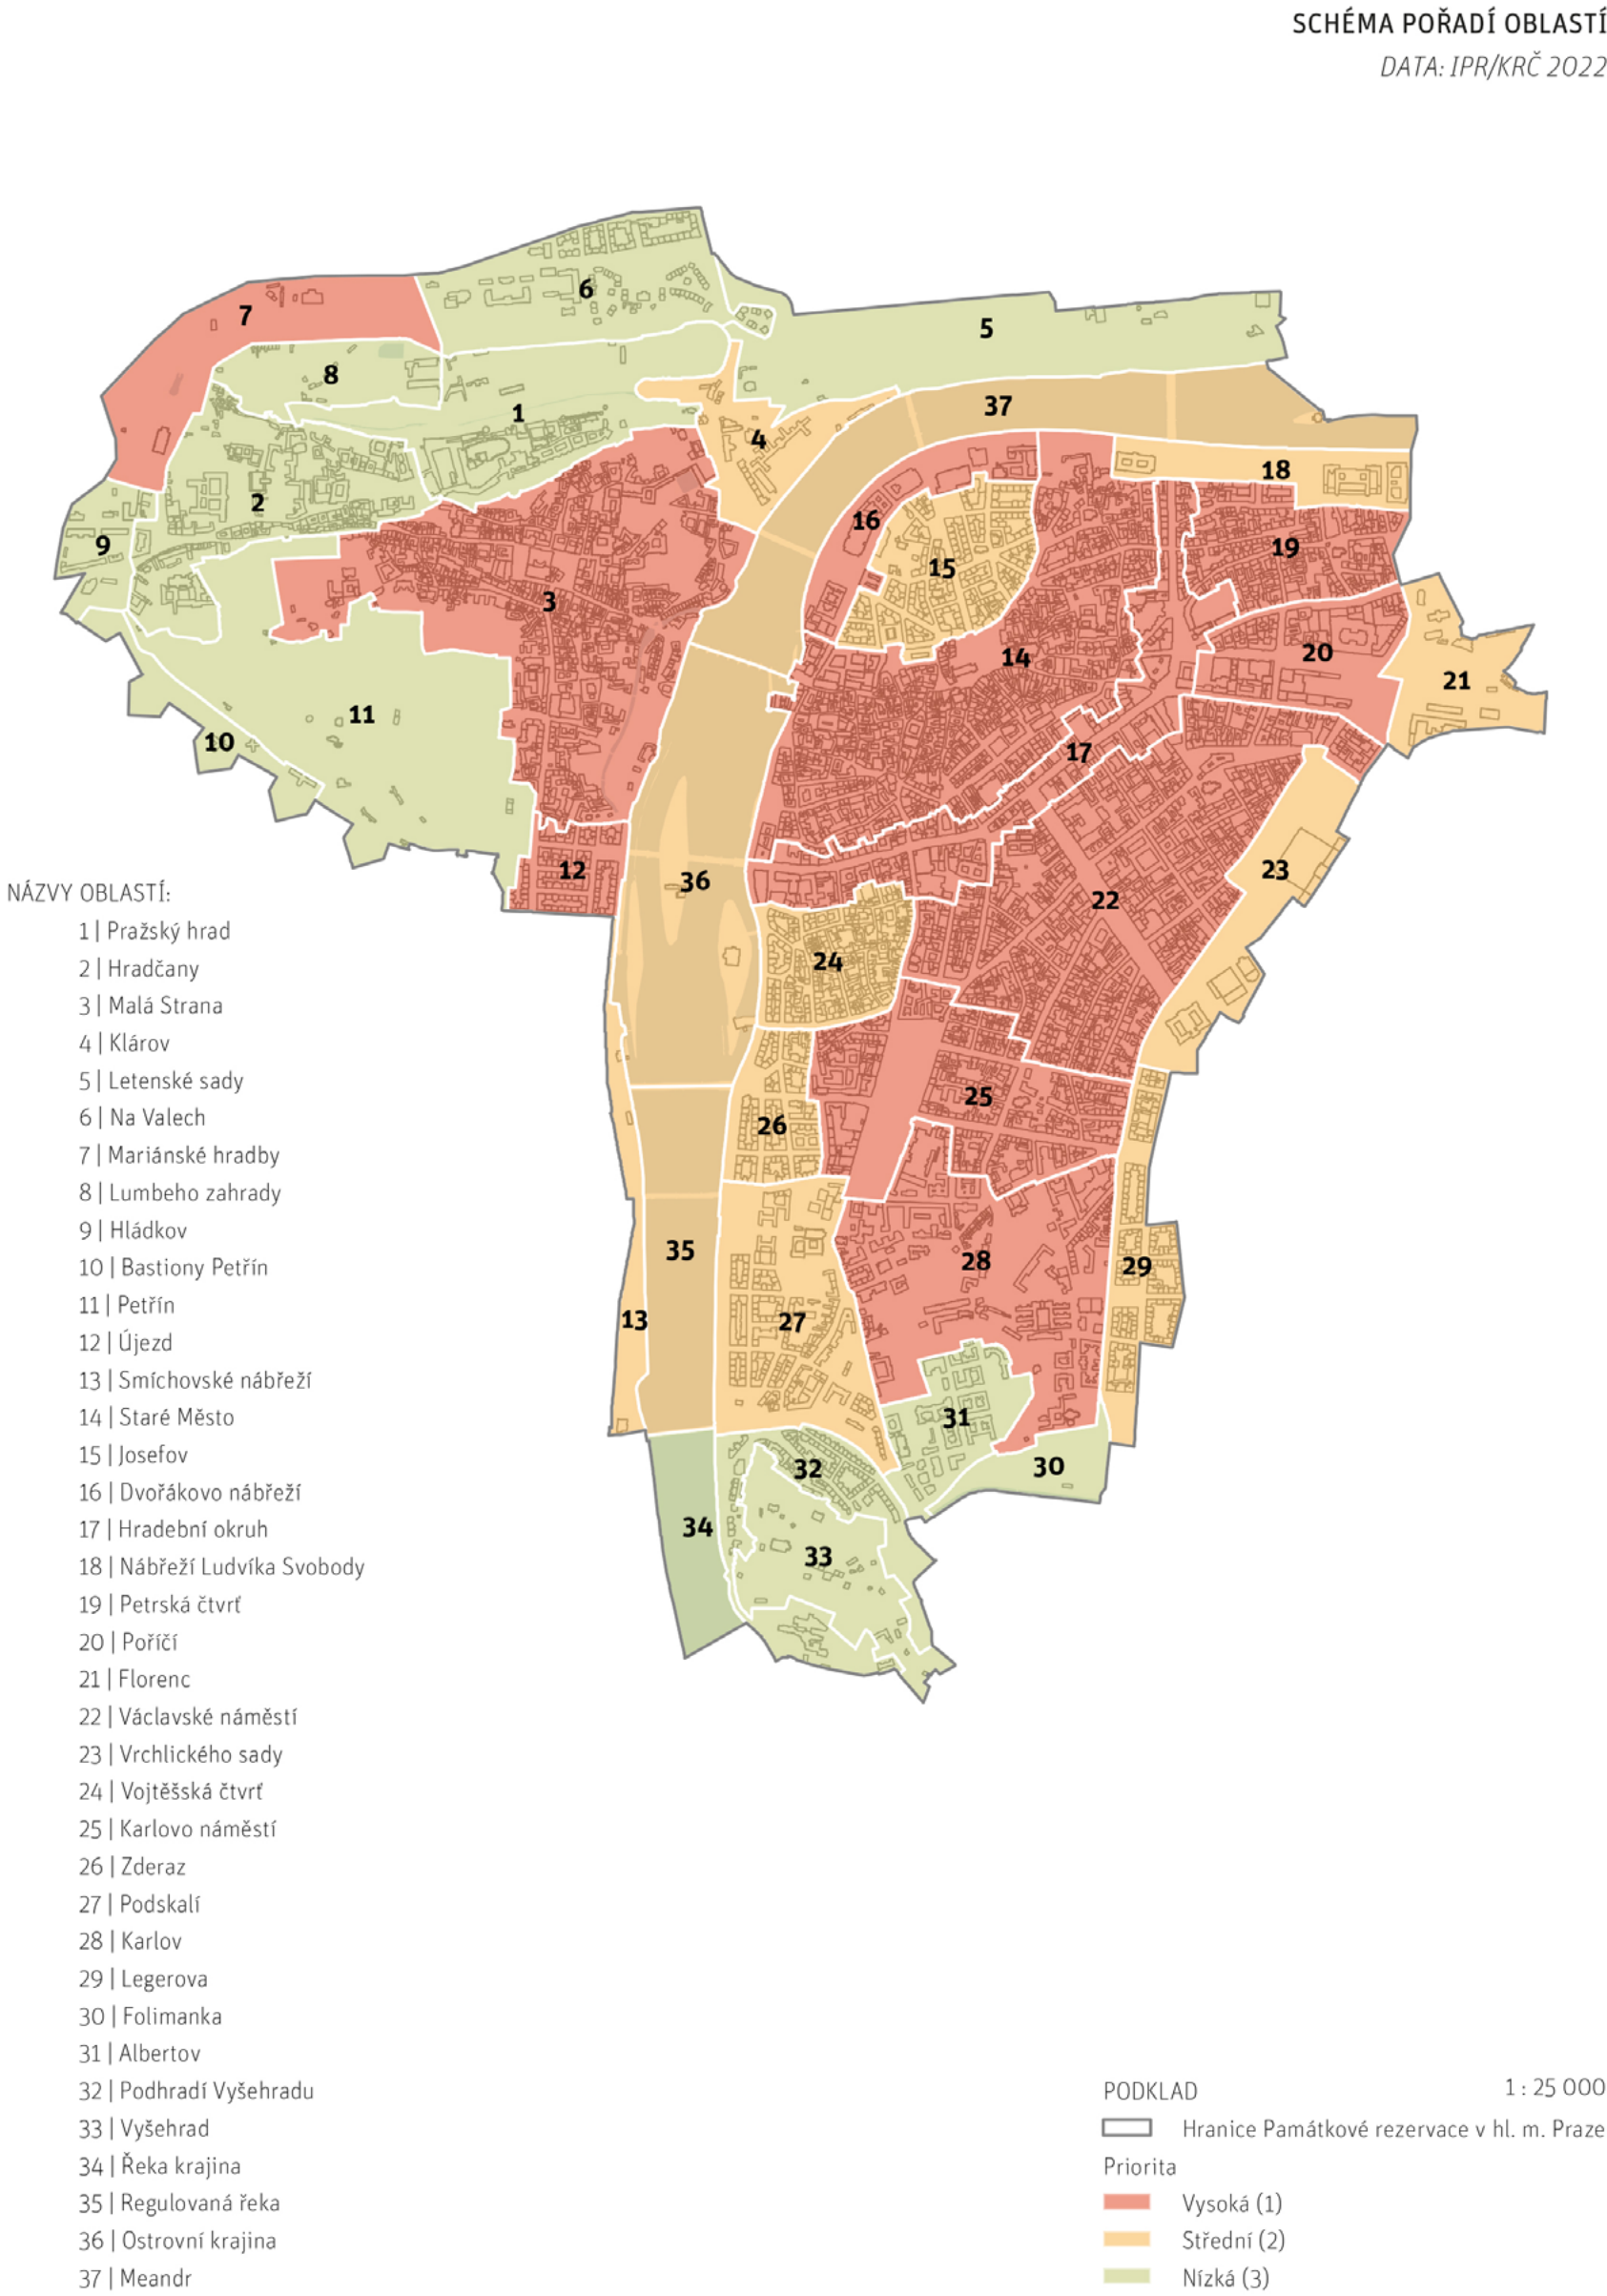 SCHÉMA POŘADÍ OBLASTÍ
DATA: IPR/KRČ 2022
6
7
5
8
37
1
4
18
2
16
9
19
15
3
14
20
21
11
10
17
12
23
36
22
24
25
26
35
28
29
27
13
31
30
32
34
33
NÁZVY OBLASTÍ:
1 | Pražský hrad
2 | Hradčany
3 | Malá Strana
4 | Klárov
5 | Letenské sady
6 | Na Valech
7 | Mariánské hradby
8 | Lumbeho zahrady
9 | Hládkov
10 | Bastiony Petřín
11 | Petřín
12 | Újezd
13 | Smíchovské nábřeží
14 | Staré Město
15 | Josefov
16 | Dvořákovo nábřeží
17 | Hradební okruh
18 | Nábřeží Ludvíka Svobody
19 | Petrská čtvrť
20 | Poříčí
21 | Florenc
22 | Václavské náměstí
23 | Vrchlického sady
24 | Vojtěšská čtvrť
25 | Karlovo náměstí
26 | Zderaz
27 | Podskalí
28 | Karlov
29 | Legerova
30 | Folimanka
31 | Albertov
32 | Podhradí Vyšehradu
33 | Vyšehrad
34 | Řeka krajina
35 | Regulovaná řeka
36 | Ostrovní krajina
37 | Meandr
PODKLAD 1 : 25 000
Hranice Památkové rezervace v hl. m. Praze
Priorita
Vysoká (1)
Střední (2)
Nízká (3)